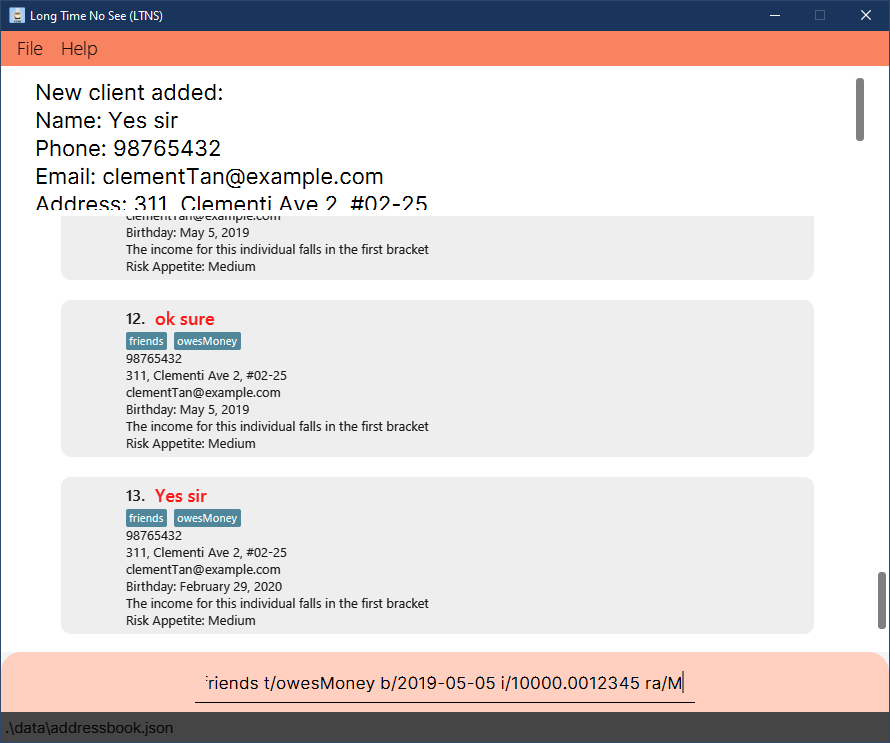 Long Time No See (LTNS)
File Help
New client added:
Name: Yes sir
Phone: 98765432
Email: clementTan@example.com
Address: 311, Clementi Ave 2, #02-25
clementTan@example.com
Birthday: May 5, 2019
The income for this individual falls in the first bracket
Risk Appetite: Medium
12. ok sure
friends owesMoney
98765432
311, Clementi Ave 2, #02-25
clementTan@example.com
Birthday: May 5, 2019
The income for this individual falls in the first bracket
Risk Appetite: Medium
13. Yes sir
friends owesMoney
98765432
311, Clementi Ave 2, #02-25
clementTan@example.com
Birthday: February 29, 2020
The income for this individual falls in the first bracket
Risk Appetite: Medium
friends t/owesMoney b/2019-05-05 i/10000.0012345 ra/M
.\data\addressbook.json